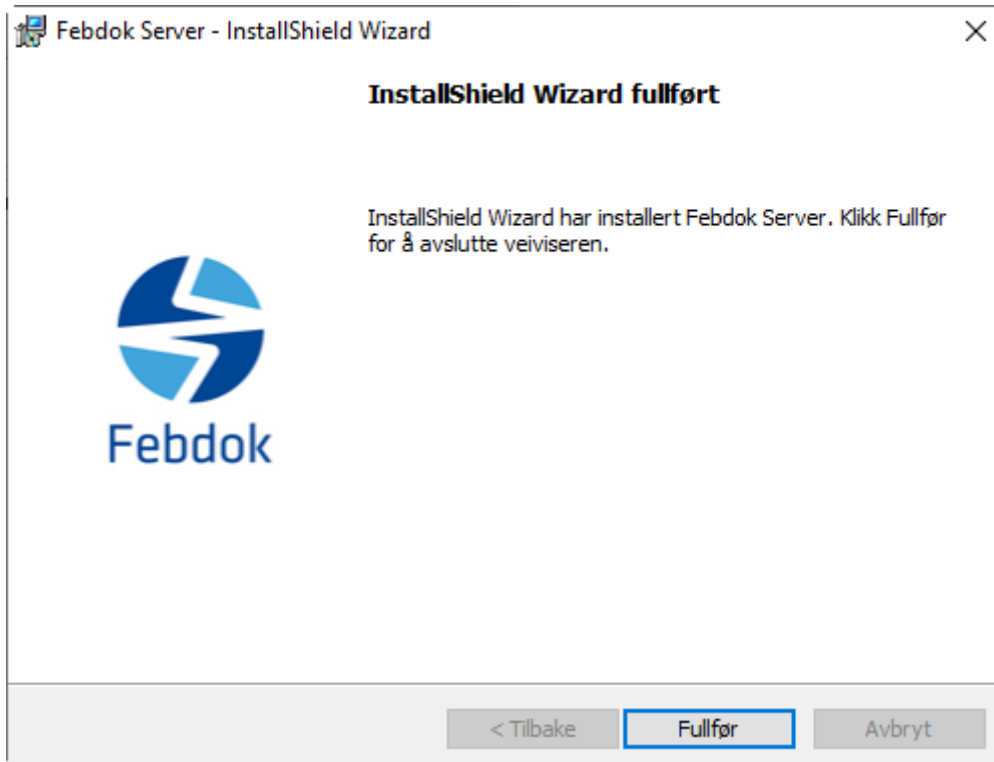 Febdok Server - InstallShield Wizard
InstallShield Wizard fullført
InstallShield Wizard har installert Febdok Server. Klikk Fullfør
for å avslutte veiviseren.
Febdok
< Tilbake
Fullfør
Avbryt